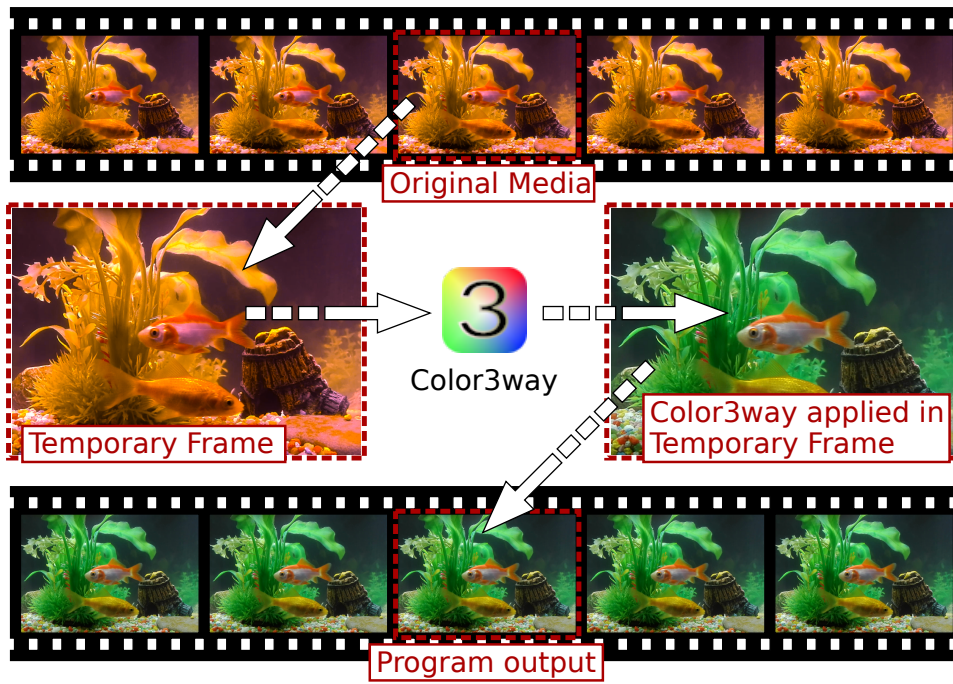 Original Media
3
Color3way
Temporary Frame
Color3way applied in
Temporary Frame
Program output